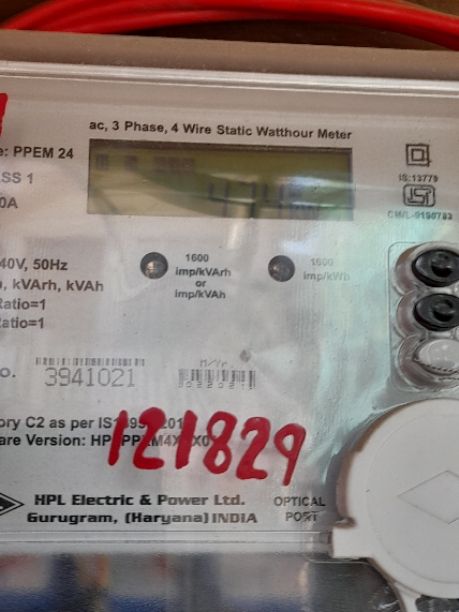 ac, 3 Phase, 4 Wire Static Watthour Meter
e: PPEM 24
ASS 1
0A
IS:13779
CM/L-9190783
40V, 50Hz
, kVArh, kVAh
Ratio=1
Ratio=1
1600
imp/kVArh
or
imp/kVAh
1600
imp/kWh
M/Yr.
o. 3941021
ory C2 as per IS
121829
are Version:
HPL Electric & Power Ltd.
Gurugram, (Haryana) INDIA
OPTICAL
PORT